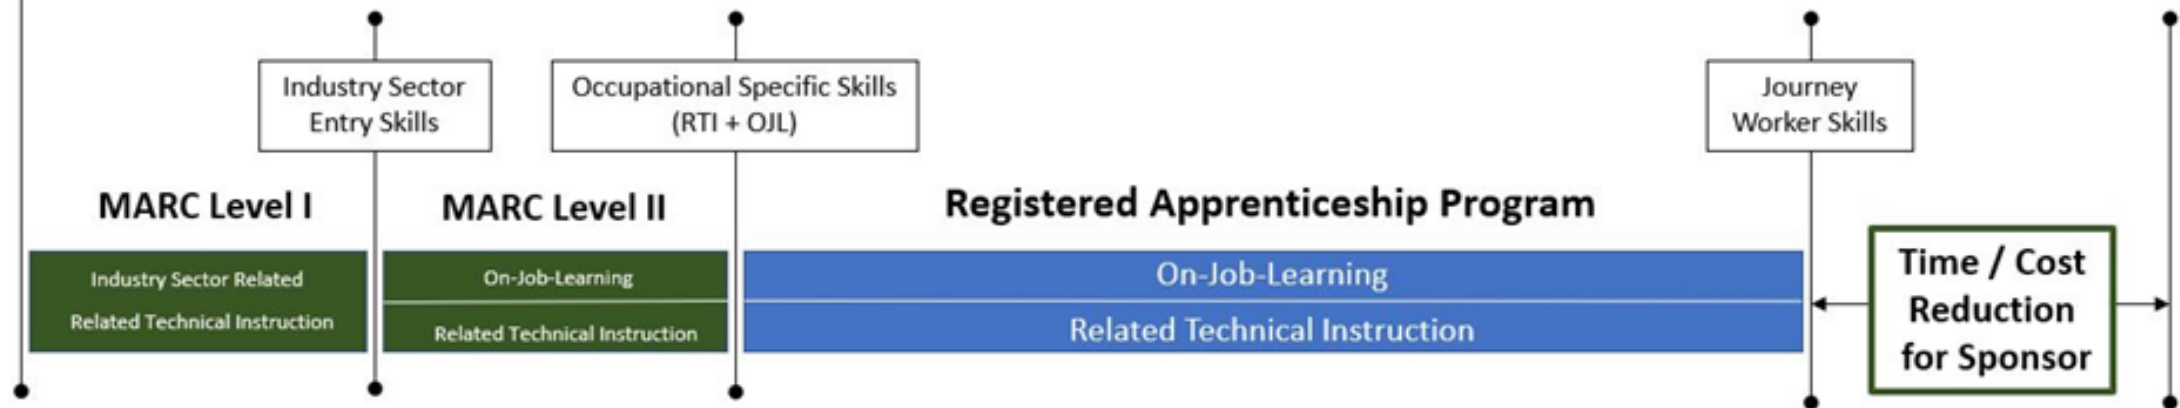 Industry Sector
Entry Skills
Occupational Specific Skills
(RTI + OJL)
Journey
Worker Skills
MARC Level I
MARC Level II
Registered Apprenticeship Program
Industry Sector Related
Related Technical Instruction
On-Job-Learning
Related Technical Instruction
On-Job-Learning
Related Technical Instruction
Time / Cost
Reduction
for Sponsor